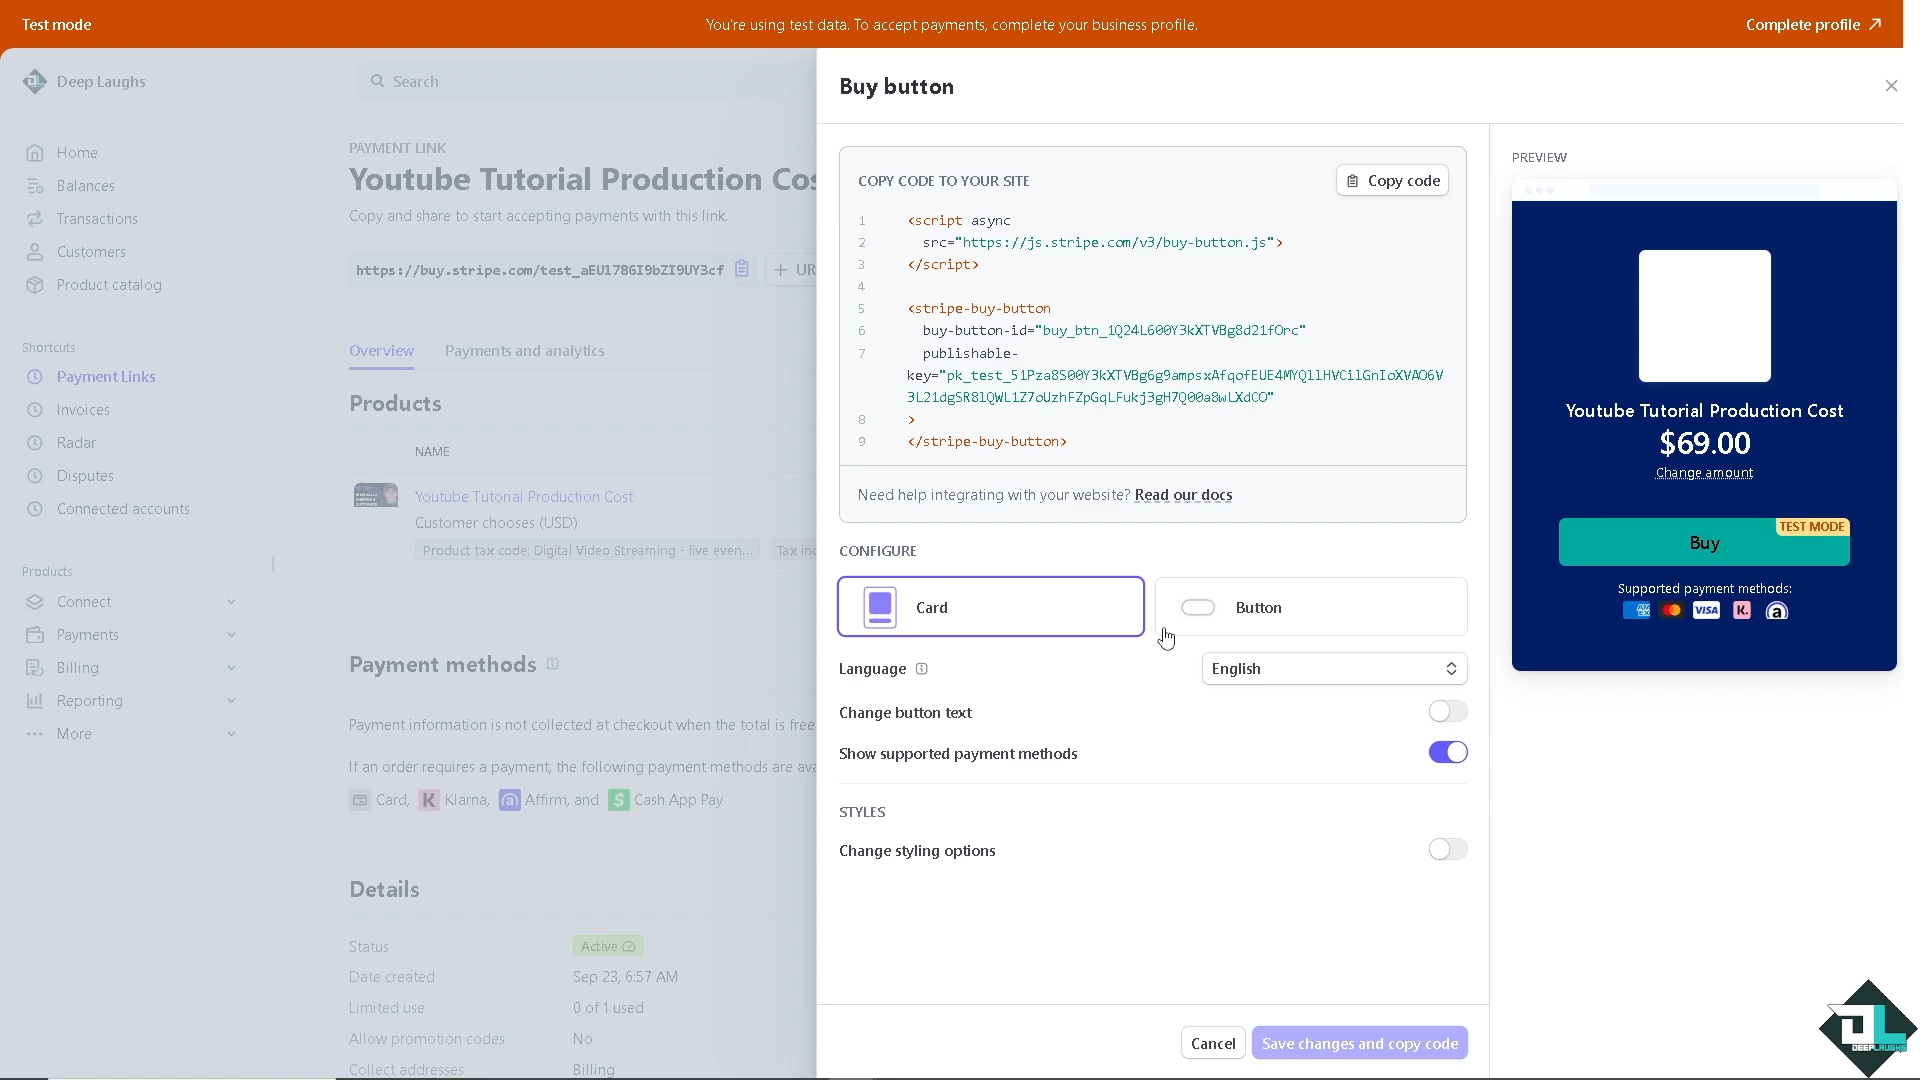 Test mode
You're using test data. To accept payments, complete your business profile.
Complete profile
Deep Laughs
Search
Home
Balances
Transactions
Customers
Product catalog
Shortcuts
Payment Links
Invoices
Radar
Disputes
Connected accounts
Products
Connect
Payments
Billing
Reporting
More
PAYMENT LINK
Youtube Tutorial Production Cos
Copy and share to start accepting payments with this link.
https://buy.stripe.com/test_aEU1786I9bZI9UY3cf
+ UR
Overview
Payments and analytics
Products
NAME
Youtube Tutorial Production Cost
Customer chooses (USD)
Product tax code: Digital Video Streaming - live even...
Tax inc
Payment methods
Payment information is not collected at checkout when the total is free
If an order requires a payment, the following payment methods are ava
Card, Klarna, Affirm, and Cash App Pay
Details
Status
Active
Date created
Sep 23, 6:57 AM
Limited use
0 of 1 used
Allow promotion codes
No
Collect addresses
Billing
Buy button
COPY CODE TO YOUR SITE
Copy code
1 <script async
2 src="https://js.stripe.com/v3/buy-button.js">
3 </script>
4
5 <stripe-buy-button
6 buy-button-id="buy_btn_1Q24L600Y3kXTVBg8d21fOrc"
7 publishable-
key="pk_test_51Pza8S00Y3kXTVBg6g9ampsxAfqofEUE4MYQllHVCilGnIoXVAO6V
3L21dgSR8lQWL1Z7oUzhFZpGqLFukj3gH7Q00a8wLXdCO"
8 >
9 </stripe-buy-button>
Need help integrating with your website? Read our docs
CONFIGURE
Card
Button
Language
English
Change button text
Show supported payment methods
STYLES
Change styling options
Cancel
Save changes and copy code
PREVIEW
Youtube Tutorial Production Cost
$69.00
Change amount
TEST MODE
Buy
Supported payment methods:
VISA
K.
DEEPLAUGHS